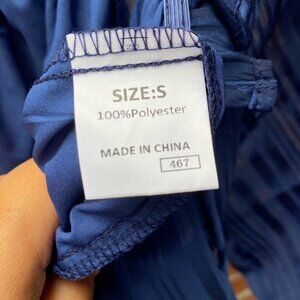 SIZE:S
100%Polyester
MADE IN CHINA
467